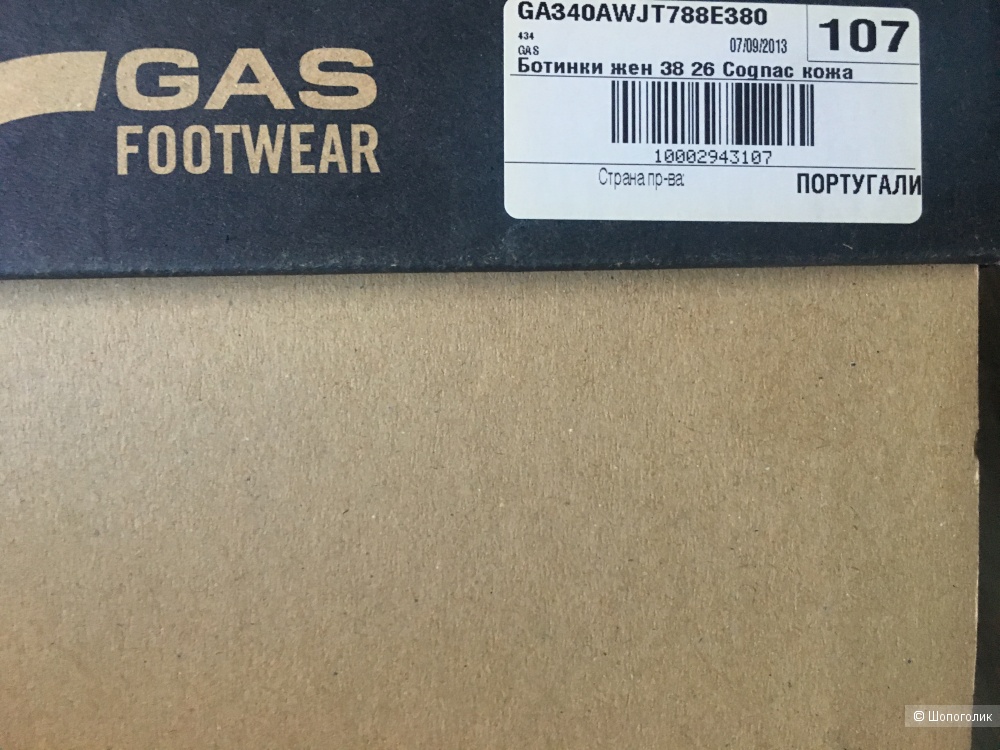 GAS
FOOTWEAR
GA340AWJT788E380
434
GAS
07/09/2013
107
Ботинки жен 38 26 Cognac кожа
10002943107
Страна пр-ва:
ПОРТУГАЛИ
© Шопоголик